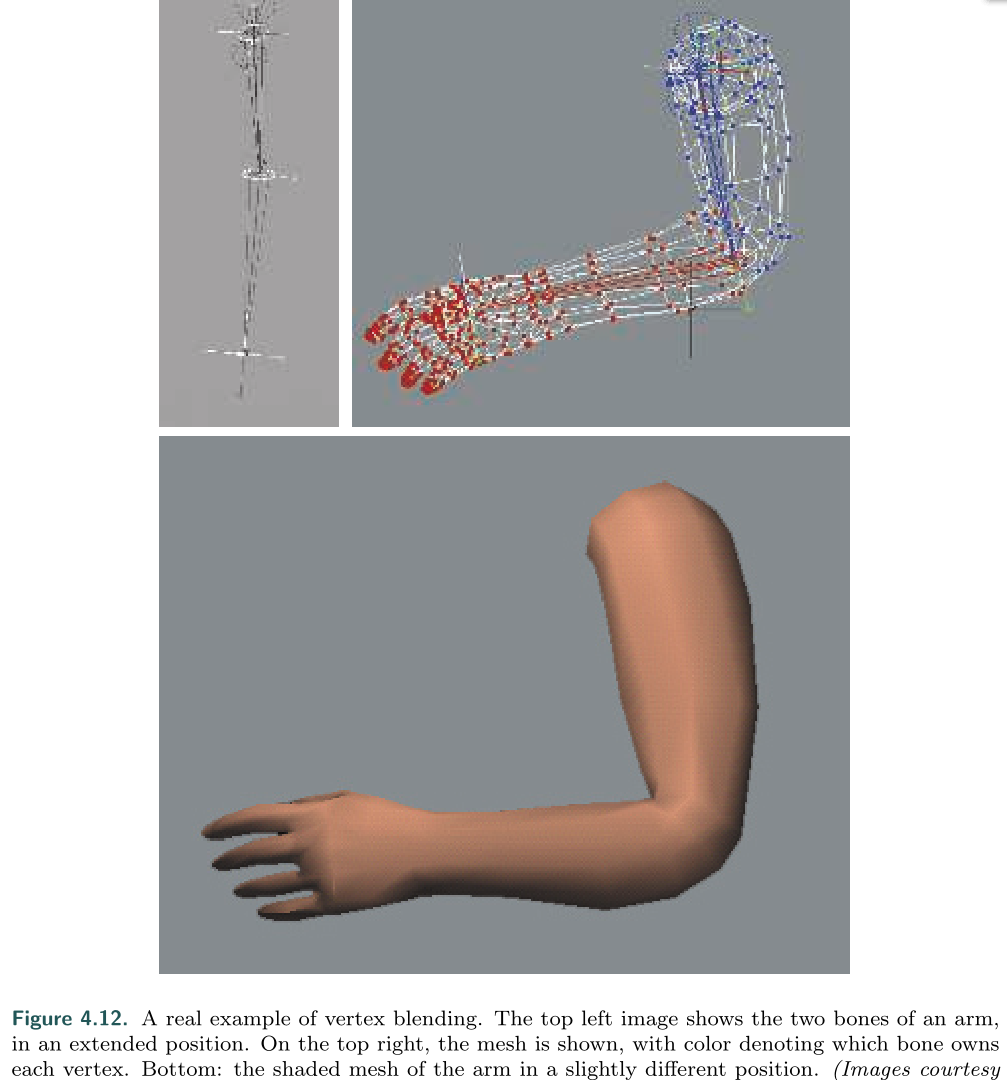 Figure 4.12. A real example of vertex blending. The top left image shows the two bones of an arm,
in an extended position. On the top right, the mesh is shown, with color denoting which bone owns
each vertex. Bottom: the shaded mesh of the arm in a slightly different position. (Images courtesy